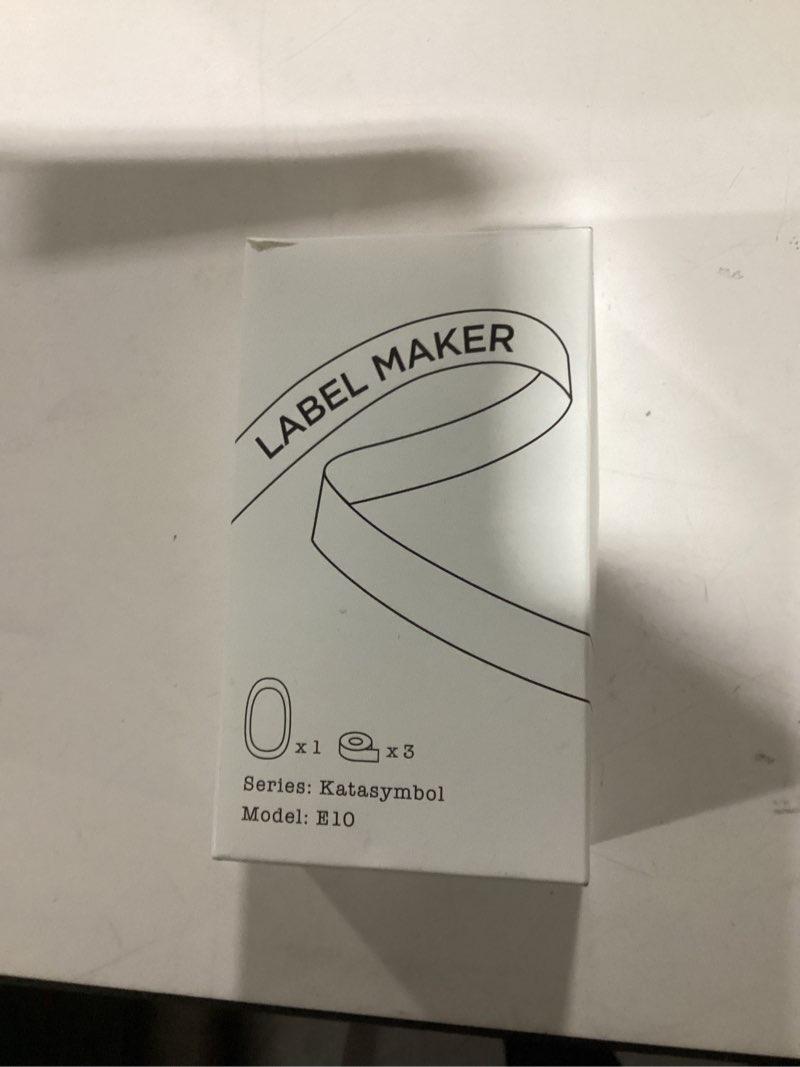 LABEL MAKER
x1 x3
Series: Katasymbol
Model: E10